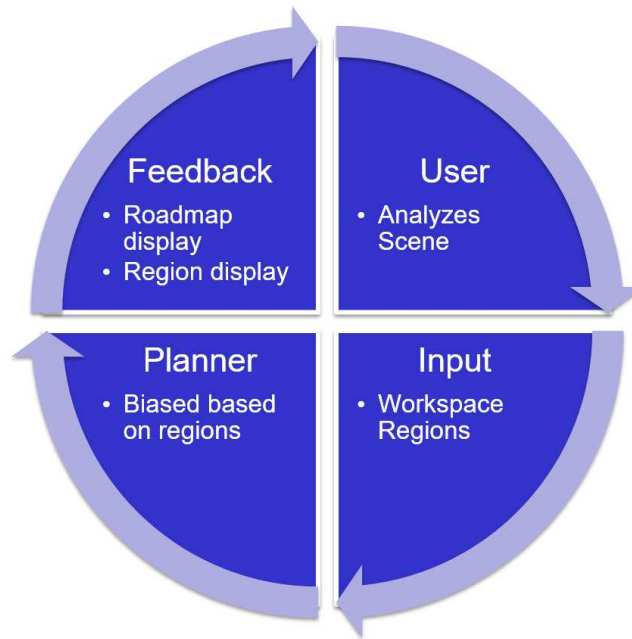 Feedback
• Roadmap
display
• Region display
User
• Analyzes
Scene
Planner
• Biased based
on regions
Input
• Workspace
Regions